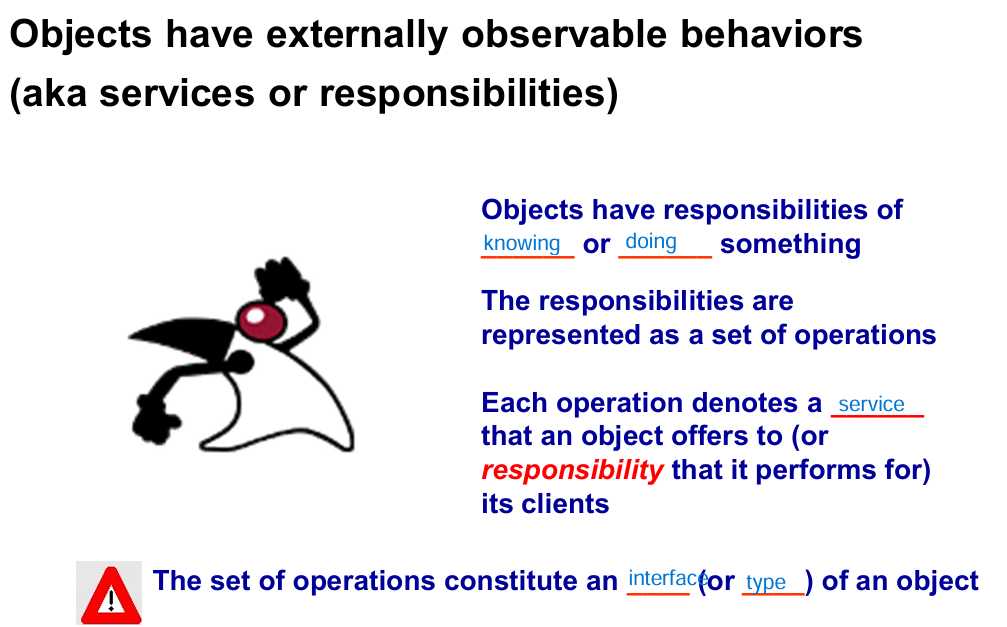 Objects have externally observable behaviors
(aka services or responsibilities)
Objects have responsibilities of
knowing or doing something
The responsibilities are
represented as a set of operations
Each operation denotes a service
that an object offers to (or
responsibility that it performs for)
its clients
! The set of operations constitute an interface (or type) of an object